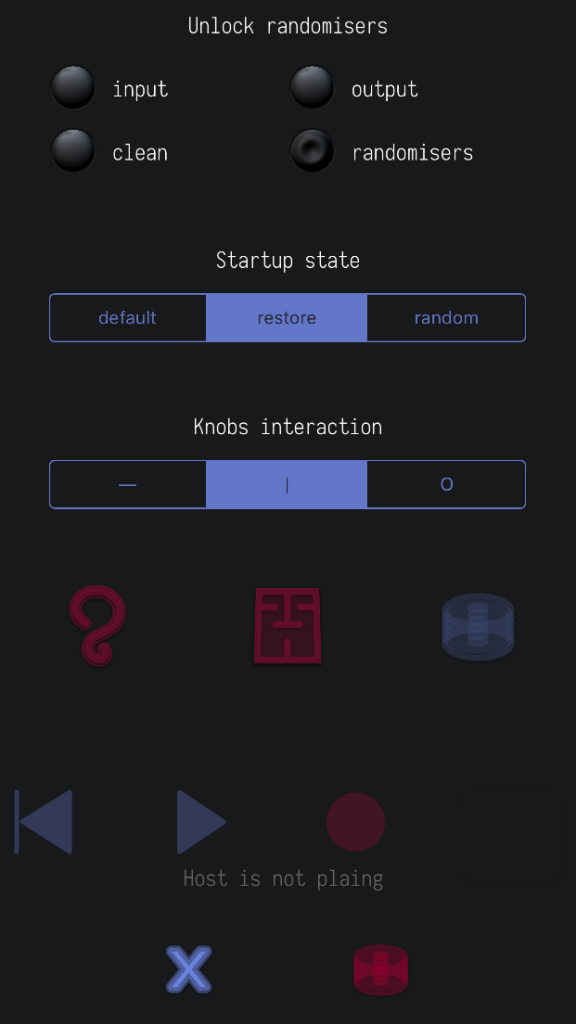 Unlock randomisers
input output
clean randomisers
Startup state
default restore random
Knobs interaction
— | O
Host is not plaing
X